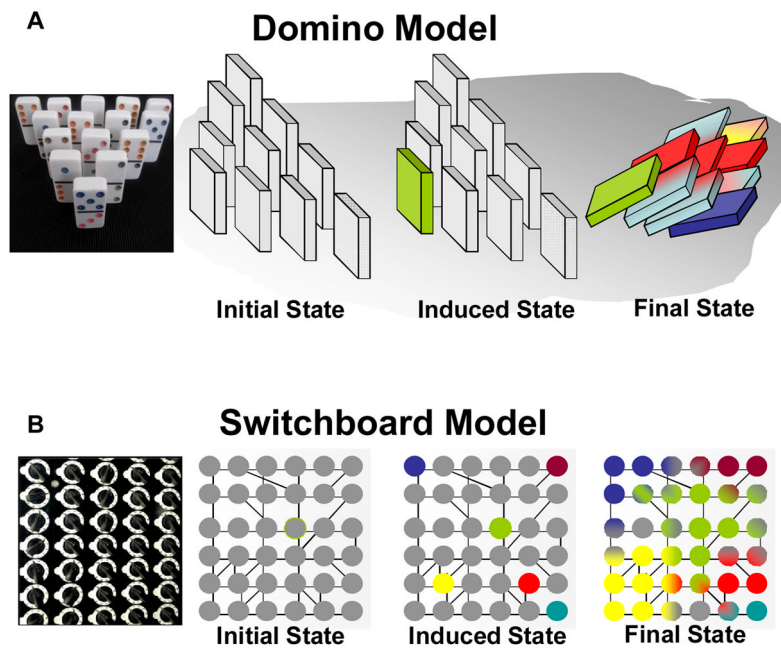 A
Domino Model
Initial State
Induced State
Final State
B
Switchboard Model
Initial State
Induced State
Final State